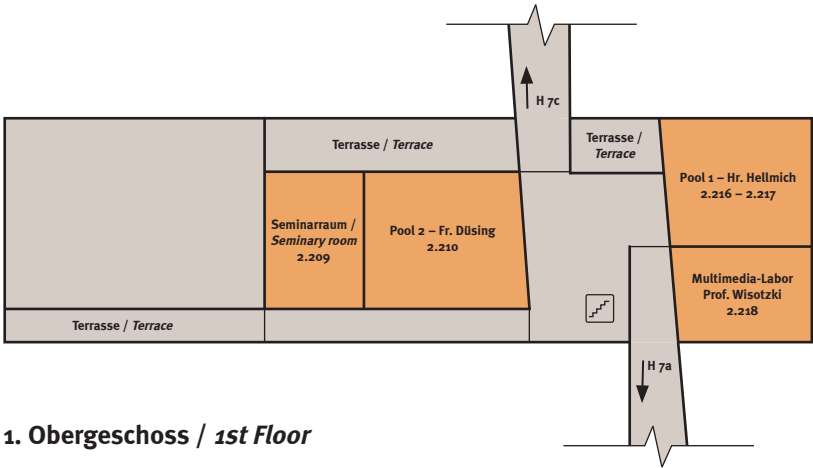 H 7c
Terrasse / Terrace
Terrasse /
Terrace
Pool 1 – Hr. Hellmich
2.216 – 2.217
Seminarraum /
Seminary room
2.209
Pool 2 – Fr. Düsing
2.210
Multimedia-Labor
Prof. Wisotzki
2.218
Terrasse / Terrace
H 7a
1. Obergeschoss / 1st Floor